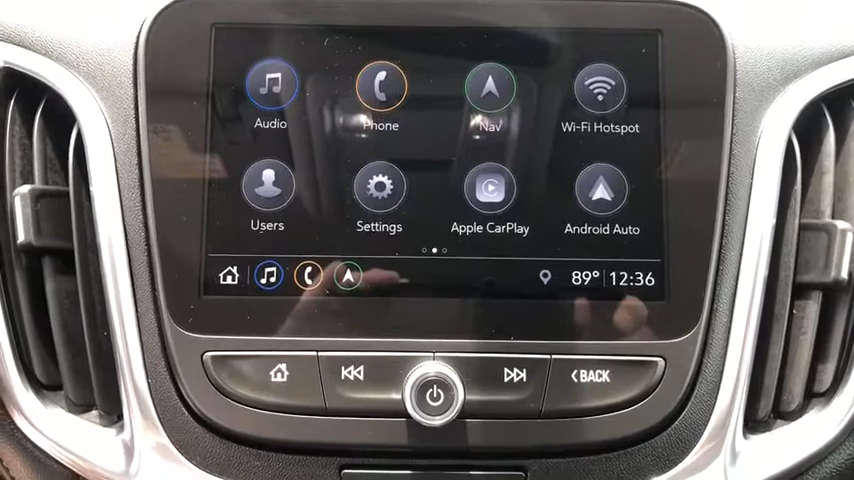 Audio
Phone
Nav
Wi-Fi Hotspot
Users
Settings
Apple CarPlay
Android Auto
89° 12:36
BACK